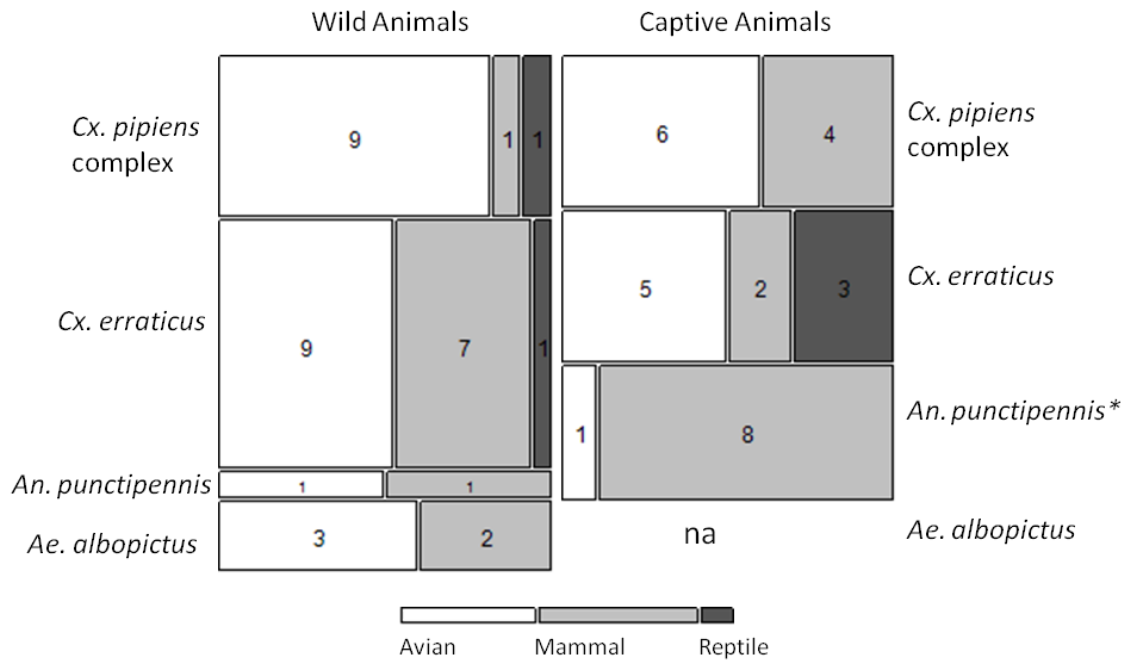 Wild Animals Captive Animals
Cx. pipiens
complex
9 1 1
6 4
Cx. pipiens
complex
Cx. erraticus
9 7 1
5 2 3
Cx. erraticus
An. punctipennis
1 1
1 8
An. punctipennis*
Ae. albopictus
3 2
na
Ae. albopictus
Avian Mammal Reptile